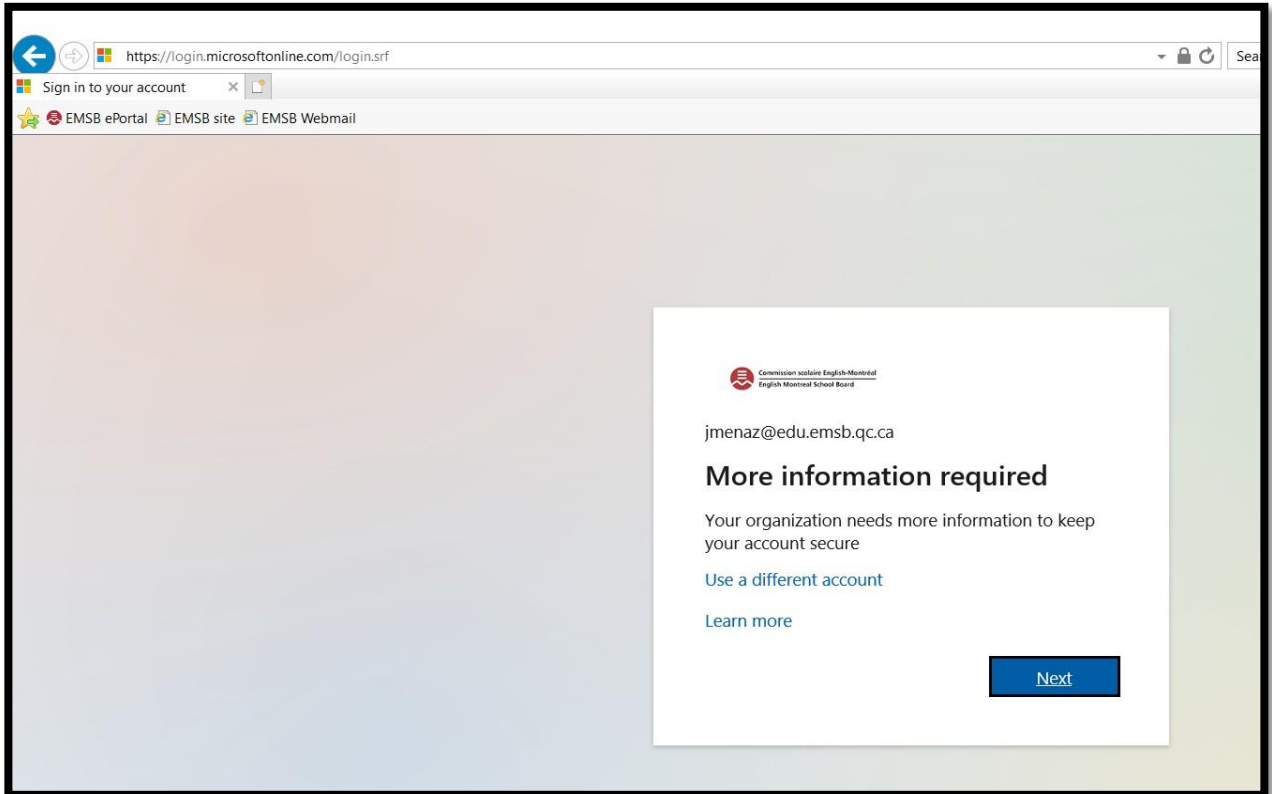 https://login.microsoftonline.com/login.srf
Sea
Sign in to your account
EMSB ePortal EMSB site EMSB Webmail
Commission scolaire English-Montréal
English Montreal School Board
jmenaz@edu.emsb.qc.ca
More information required
Your organization needs more information to keep
your account secure
Use a different account
Learn more
Next